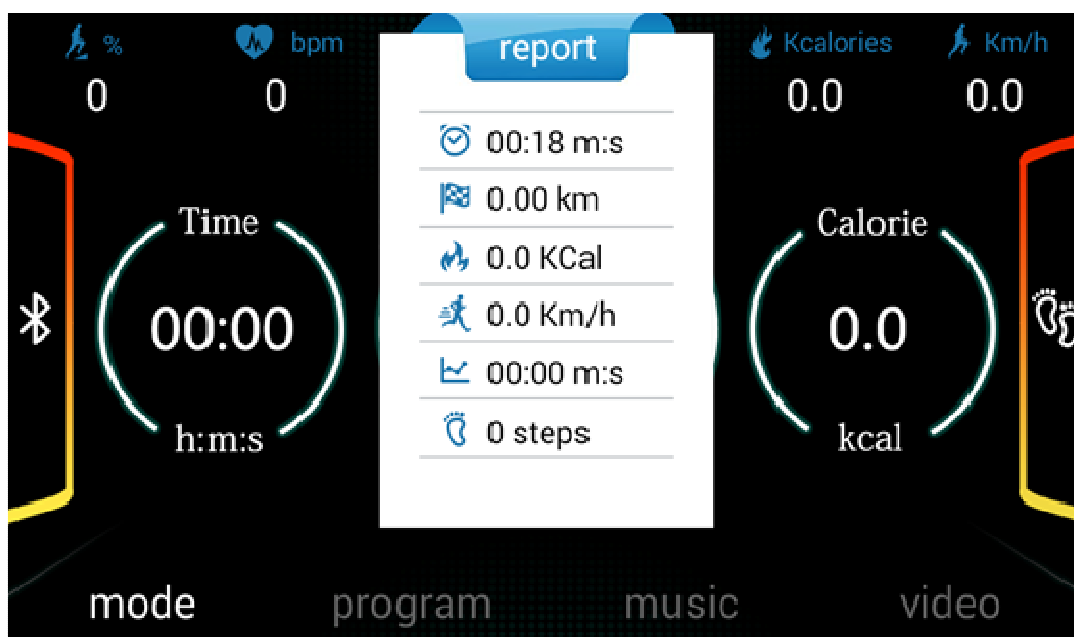 %
bpm
report
Kcalories
Km/h
0
0
0.0
0.0
00:18 m:s
0.00 km
0.0 KCal
0.0 Km/h
00:00 m:s
0 steps
Time
00:00
h:m:s
Calorie
0.0
kcal
mode
program
music
video